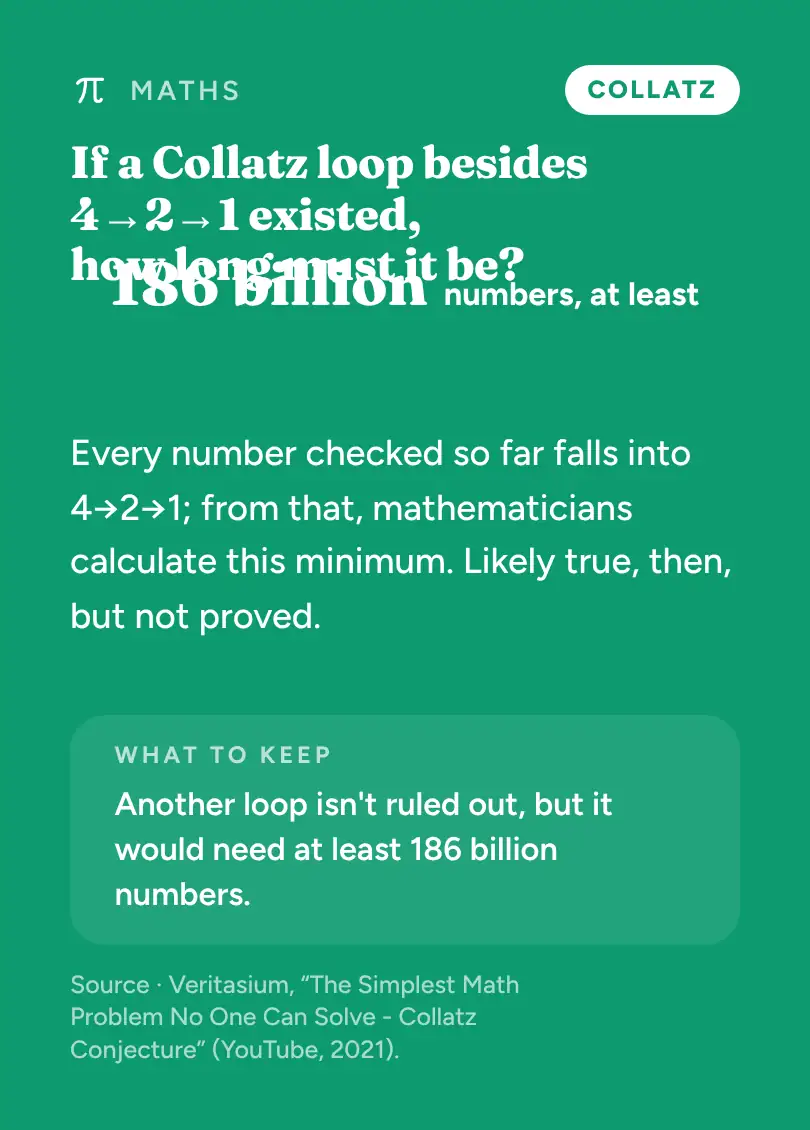 π MATHS
COLLATZ
If a Collatz loop besides
4→2→1 existed,
how long must it be?
186 billion numbers, at least
Every number checked so far falls into
4→2→1; from that, mathematicians
calculate this minimum. Likely true, then,
but not proved.
WHAT TO KEEP
Another loop isn't ruled out, but it
would need at least 186 billion
numbers.
Source · Veritasium, “The Simplest Math
Problem No One Can Solve - Collatz
Conjecture” (YouTube, 2021).